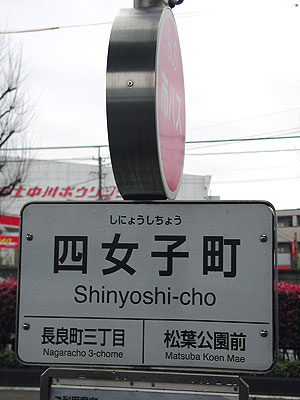 市バス
中川ボウリン
しにょうしちょう
四女子町
Shinyoshi-cho
長良町三丁目
Nagaracho 3-chome
松葉公園前
Matsuba Koen Mae